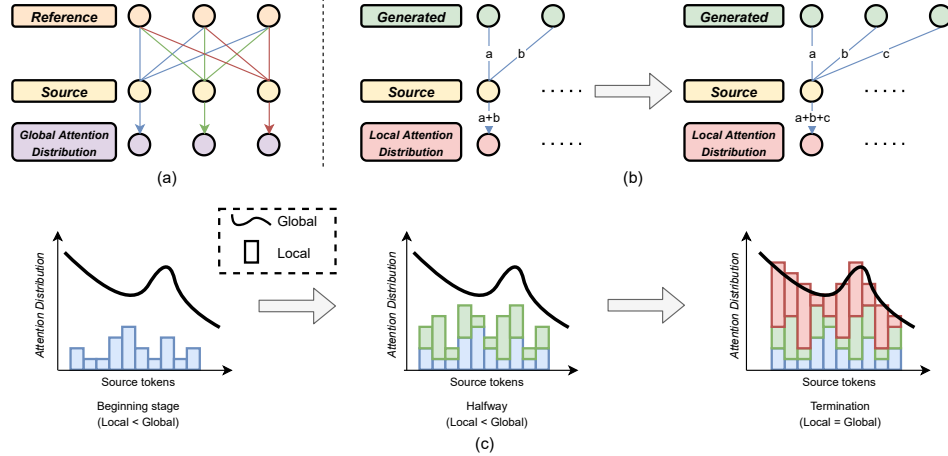 Reference
Source
Global Attention
Distribution
(a)
Generated
a
b
Source
a+b
Local Attention
Distribution
. . . . .
Generated
a
b
c
Source
a+b+c
Local Attention
Distribution
. . . . .
(b)
Global
Local
Attention Distribution
Source tokens
Beginning stage
(Local < Global)
Attention Distribution
Source tokens
Halfway
(Local < Global)
Attention Distribution
Source tokens
Termination
(Local = Global)
(c)